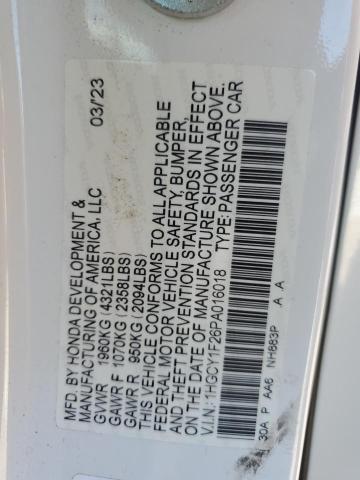 MFD. BY HONDA DEVELOPMENT & 03/'23
MANUFACTURING OF AMERICA, LLC
GVWR 1960KG (4321LBS)
GAWR F 1070KG (2358LBS)
GAWR R 950KG (2094LBS)
THIS VEHICLE CONFORMS TO ALL APPLICABLE
FEDERAL MOTOR VEHICLE SAFETY, BUMPER,
AND THEFT PREVENTION STANDARDS IN EFFECT
ON THE DATE OF MANUFACTURE SHOWN ABOVE.
V.I.N.: 1HGCY1F26PA016018 TYPE: PASSENGER CAR
30A P AA6 NH883P A A